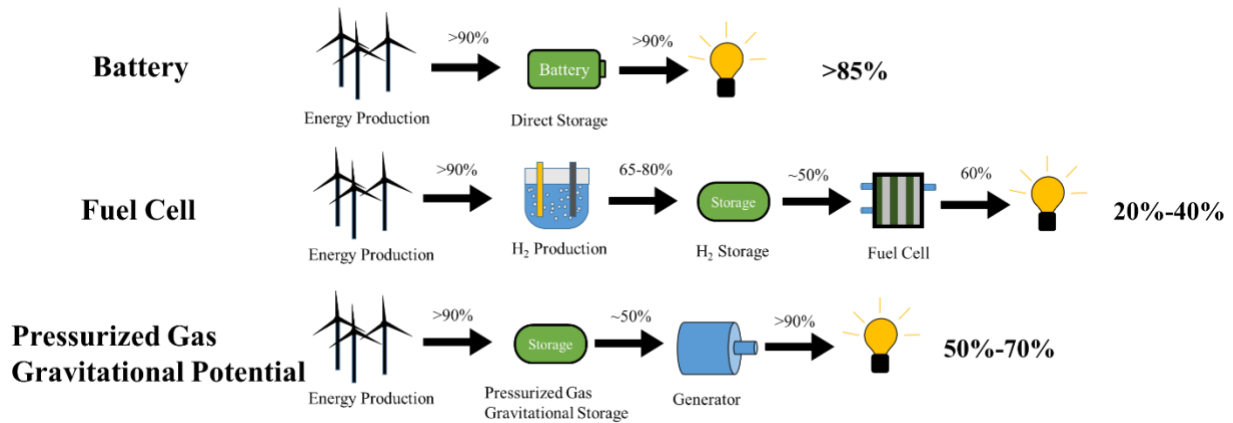 >90%
>90%
Battery
Battery
>85%
Energy Production
Direct Storage
>90%
65-80%
~50%
60%
Fuel Cell
Storage
20%-40%
Energy Production
H₂ Production
H₂ Storage
Fuel Cell
>90%
~50%
>90%
Pressurized Gas
Gravitational Potential
Storage
50%-70%
Energy Production
Pressurized Gas
Gravitational Storage
Generator